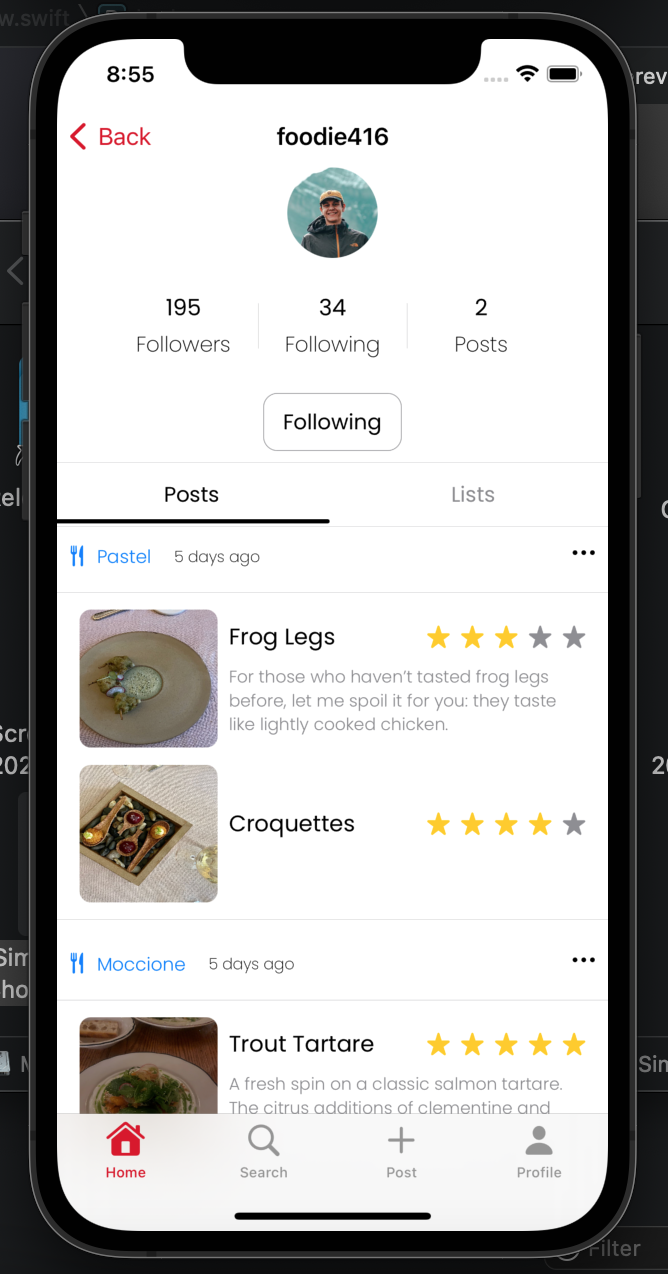 w.swift
8:55
Back
foodie416
195
34
2
Followers
Following
Posts
Following
Posts
Lists
Pastel
5 days ago
Frog Legs
For those who haven’t tasted frog legs
before, let me spoil it for you: they taste
like lightly cooked chicken.
Croquettes
Moccione
5 days ago
Trout Tartare
A fresh spin on a classic salmon tartare.
The citrus additions of clementine and
Home
Search
Post
Profile
Filter